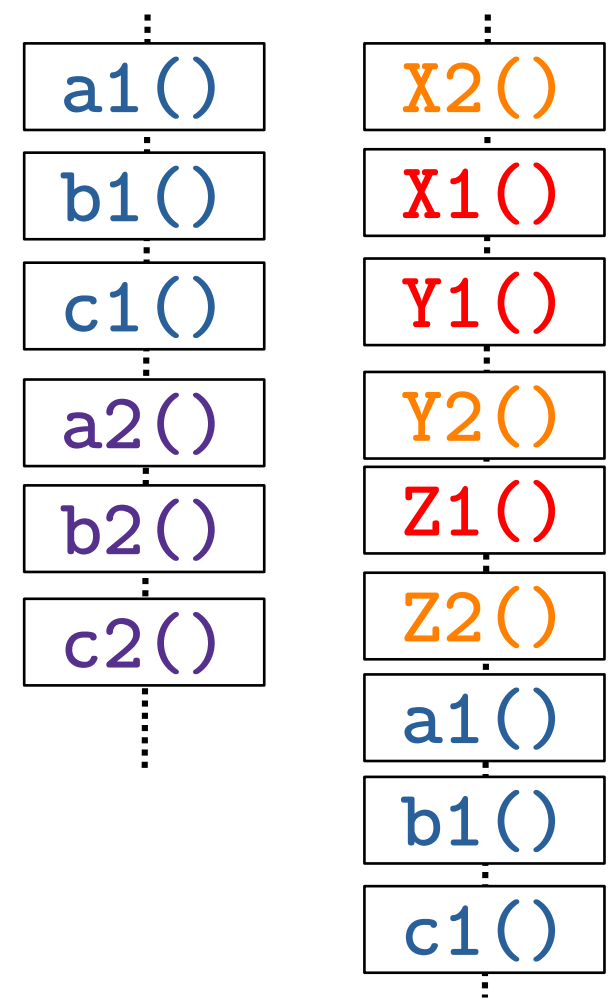 a1()
b1()
c1()
a2()
b2()
c2()
X2()
X1()
Y1()
Y2()
Z1()
Z2()
a1()
b1()
c1()